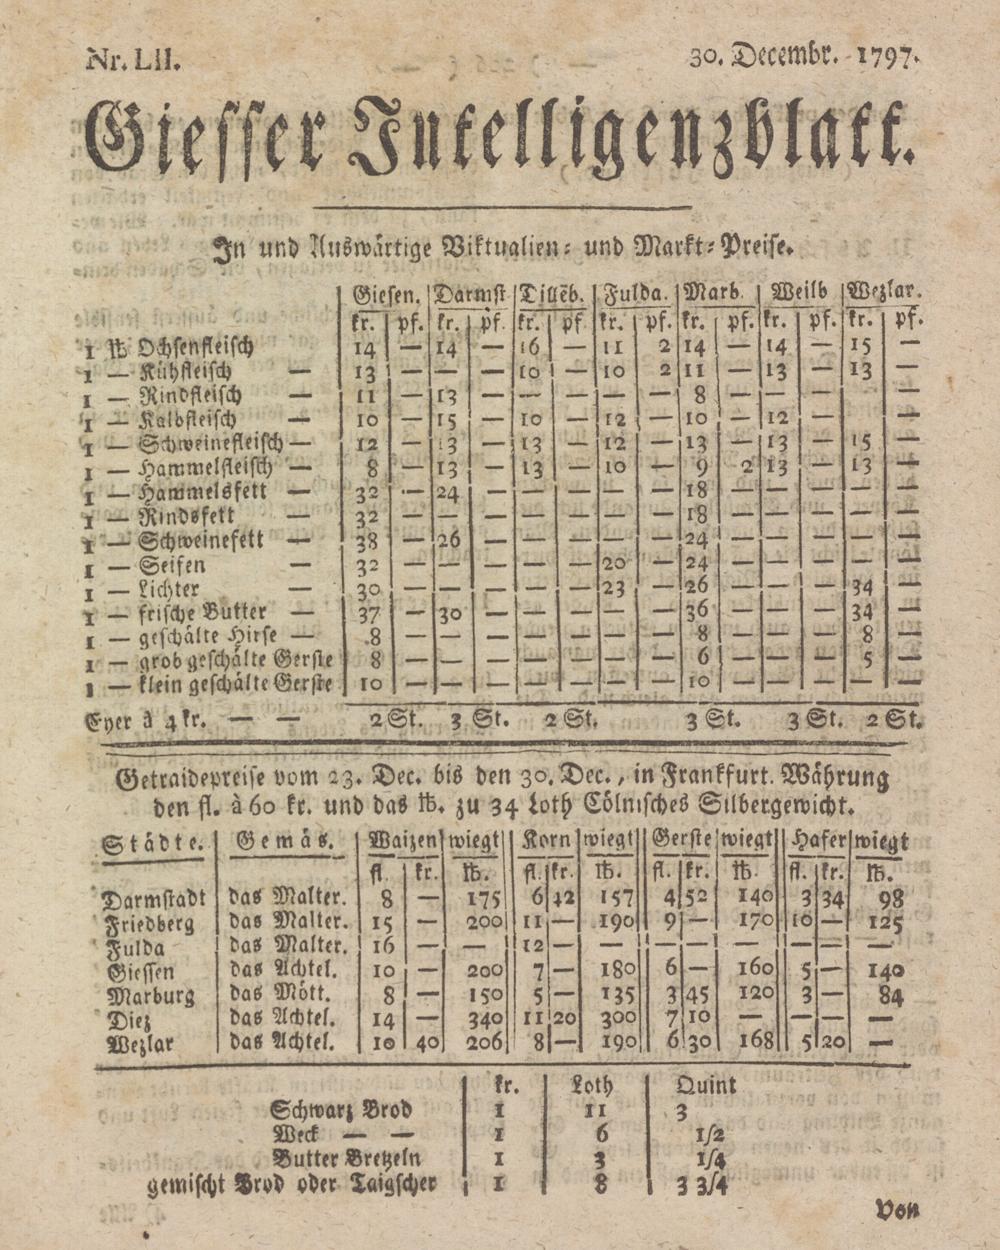 Nr. LII. 30. Decembr. 1797.
Giesser Intelligenzblatt.
In und Auswärtige Viktualien- und Markt-Preise.
Giesen. Darmst Dilleb. Fulda. Marb. Weilb Wezlar.
kr. pf. kr. pf kr. pf kr. pf. kr. pf. kr. pf. kr. pf.
1 ℔ Ochsenfleisch 14 — 14 — 16 — 11 2 14 — 14 — 15 —
1 — Kühfleisch — 13 — — — 10 — 10 2 11 — 13 — 13 —
1 — Rindfleisch — 11 — 13 — — — — — 8 — — — —
1 — Kalbfleisch — 10 — 15 — 10 — 12 — 10 — 12 — —
1 — Schweinefleisch — 12 — 13 — 13 — 12 — 13 — 13 — 15 —
1 — Hammelfleisch — 8 — 13 — 13 — 10 — 9 2 13 — 13 —
1 — Hammelsfett — 32 — 24 — — — — — 18 — — — — —
1 — Rindsfett — 32 — — — — — — — 18 — — — — —
1 — Schweinefett — 38 — 26 — — — — — 24 — — — — —
1 — Seifen — 32 — — — — — 20 — 24 — — — — —
1 — Lichter — 30 — — — — — 23 — 26 — — — 34 —
1 — frische Butter — 37 — 30 — — — — — 36 — — — 34 —
1 — geschälte Hirse — 8 — — — — — — — 8 — — — 8 —
1 — grob geschälte Gerste 8 — — — — — — — 6 — — — 5 —
1 — klein geschälte Gerste 10 — — — — — — — 10 — — — — —
Eyer à 4 kr. — — 2 St. 3 St. 2 St. 3 St. 3 St. 2 St.
Getraidepreise vom 23. Dec. bis den 30. Dec., in Frankfurt. Währung
den fl. à 60 kr. und das ℔. zu 34 Loth Cölnisches Silbergewicht.
Städte. Gemäs. Waizen wiegt Korn wiegt Gerste wiegt Hafer wiegt
fl. kr. ℔. fl. kr. ℔. fl. kr. ℔. fl. kr. ℔.
Darmstadt das Malter. 8 — 175 6 42 157 4 52 140 3 34 98
Friedberg das Malter. 15 — 200 11 — 190 9 — 170 10 — 125
Fulda das Malter. 16 — — 12 — — — — — — — —
Giessen das Achtel. 10 — 200 7 — 180 6 — 160 5 — 140
Marburg das Mött. 8 — 150 5 — 135 3 45 120 3 — 84
Diez das Achtel. 14 — 340 11 20 300 7 10 — — — —
Wezlar das Achtel. 10 40 206 8 — 190 6 30 168 5 20 —
kr. Loth Quint
Schwarz Brod 1 11 3
Weck — — 1 6 1/2
Butter Bretzeln 1 3 1/4
gemischt Brod oder Taigscher 1 8 3 3/4
Von